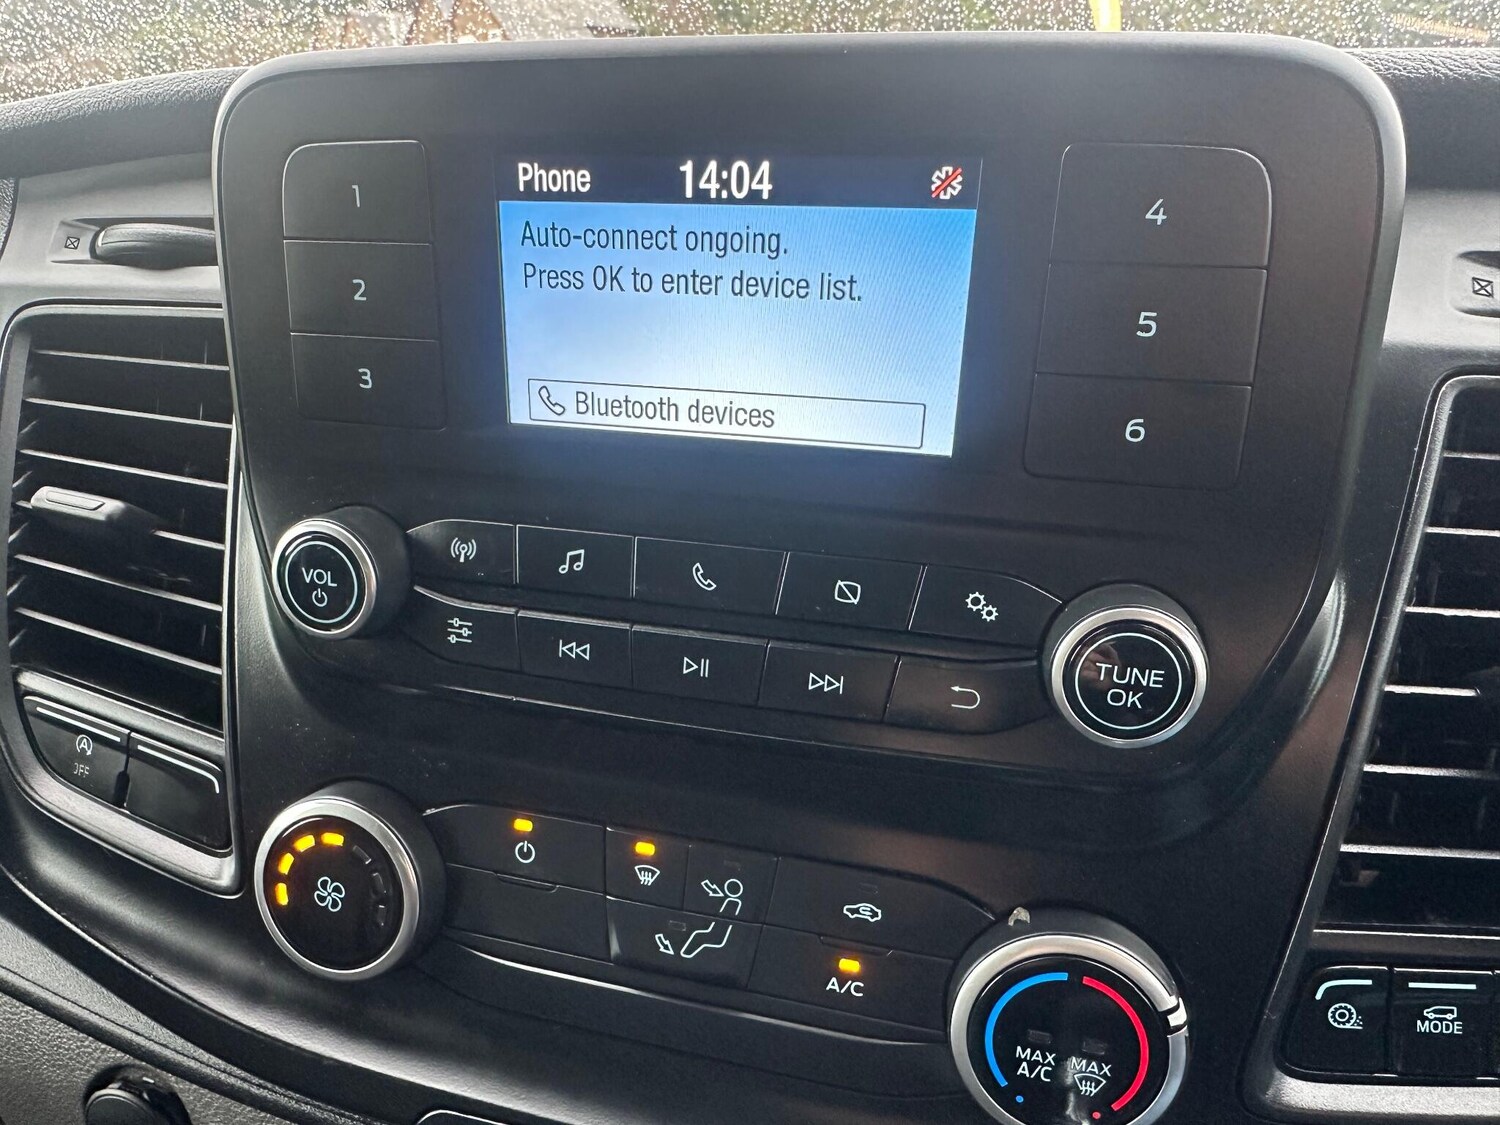 Phone 14:04
Auto-connect ongoing.
Press OK to enter device list.
Bluetooth devices
1
2
3
4
5
6
VOL
TUNE
OK
A
OFF
A/C
MAX
A/C
MAX
MODE